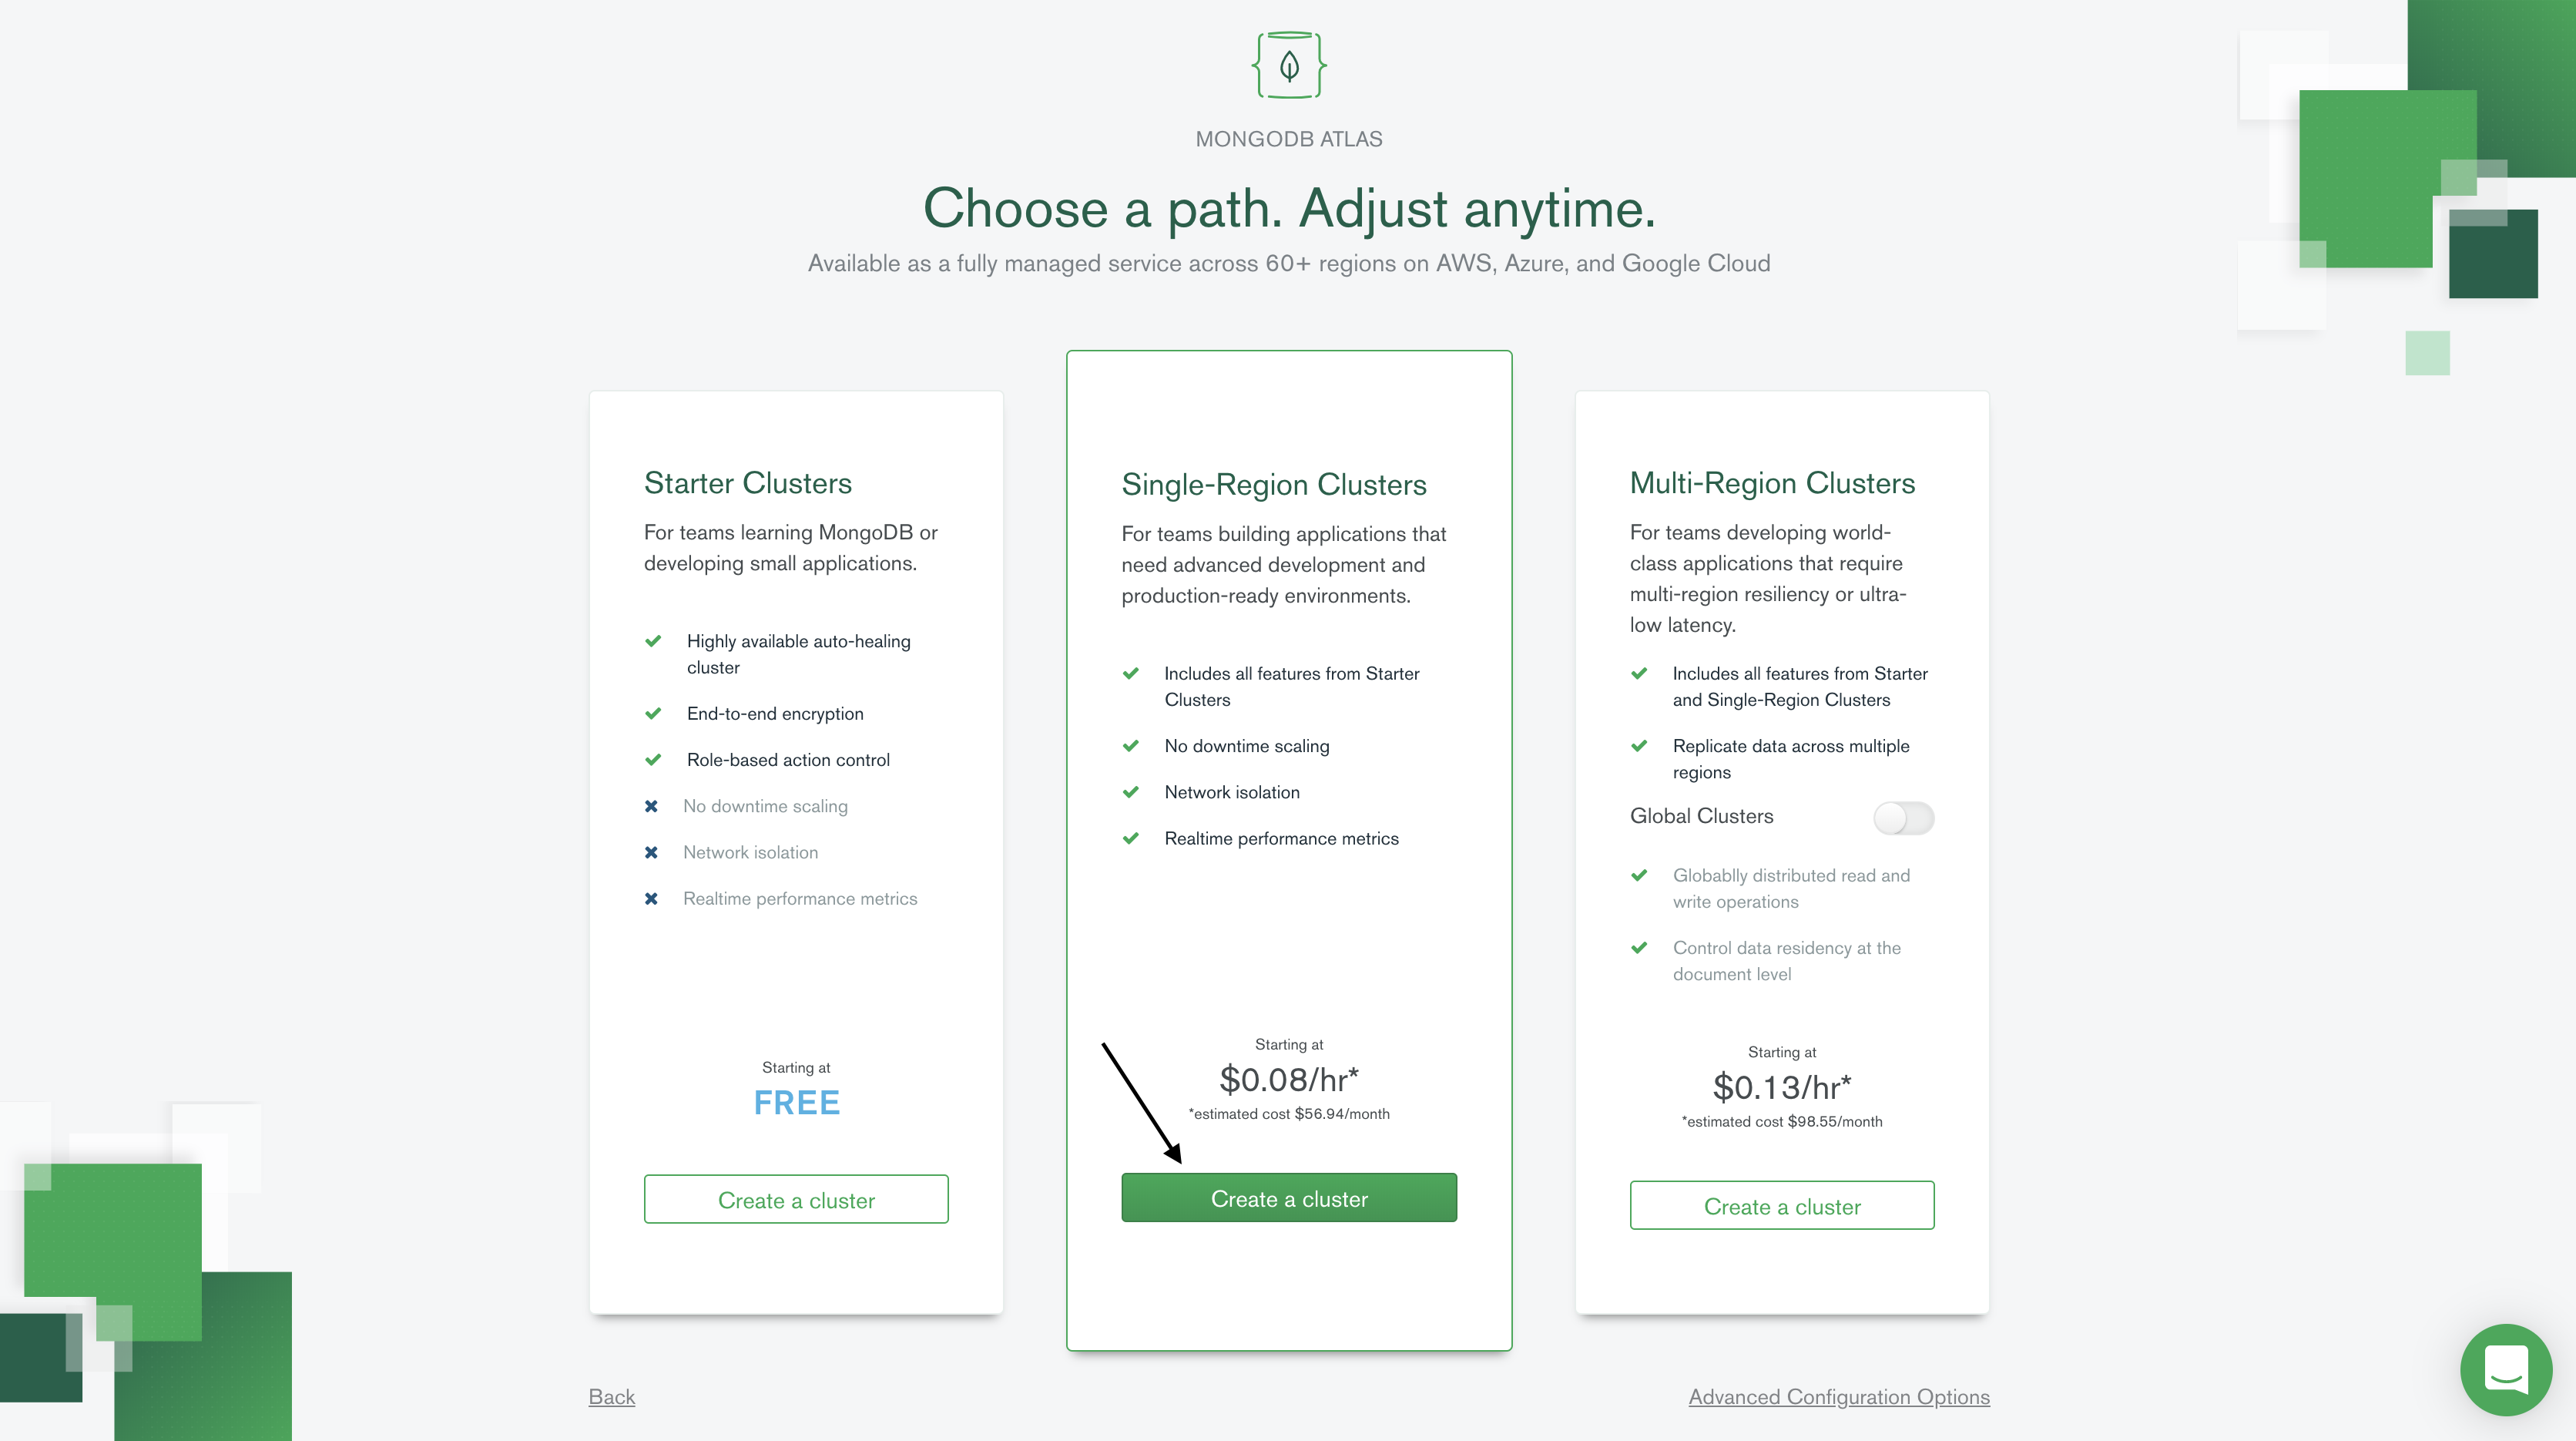 MONGODB ATLAS
Choose a path. Adjust anytime.
Available as a fully managed service across 60+ regions on AWS, Azure, and Google Cloud
Starter Clusters
For teams learning MongoDB or
developing small applications.
Highly available auto-healing
cluster
End-to-end encryption
Role-based action control
No downtime scaling
Network isolation
Realtime performance metrics
Starting at
FREE
Create a cluster
Single-Region Clusters
For teams building applications that
need advanced development and
production-ready environments.
Includes all features from Starter
Clusters
No downtime scaling
Network isolation
Realtime performance metrics
Starting at
$0.08/hr*
*estimated cost $56.94/month
Create a cluster
Multi-Region Clusters
For teams developing world-
class applications that require
multi-region resiliency or ultra-
low latency.
Includes all features from Starter
and Single-Region Clusters
Replicate data across multiple
regions
Global Clusters
Globablly distributed read and
write operations
Control data residency at the
document level
Starting at
$0.13/hr*
*estimated cost $98.55/month
Create a cluster
Back
Advanced Configuration Options